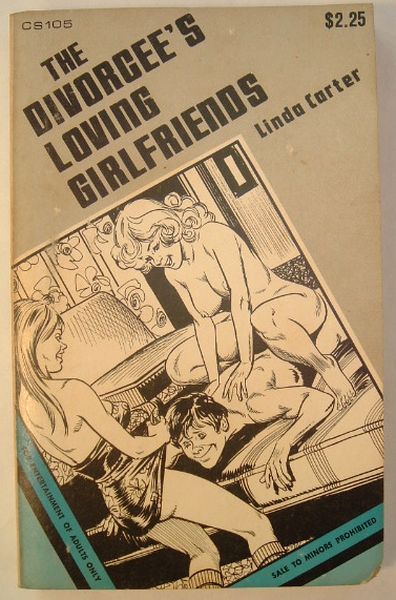 CS105
$2.25
THE
DIVORCEE'S
LOVING
GIRLFRIENDS
Linda Carter
FOR ENTERTAINMENT OF ADULTS ONLY
SALE TO MINORS PROHIBITED